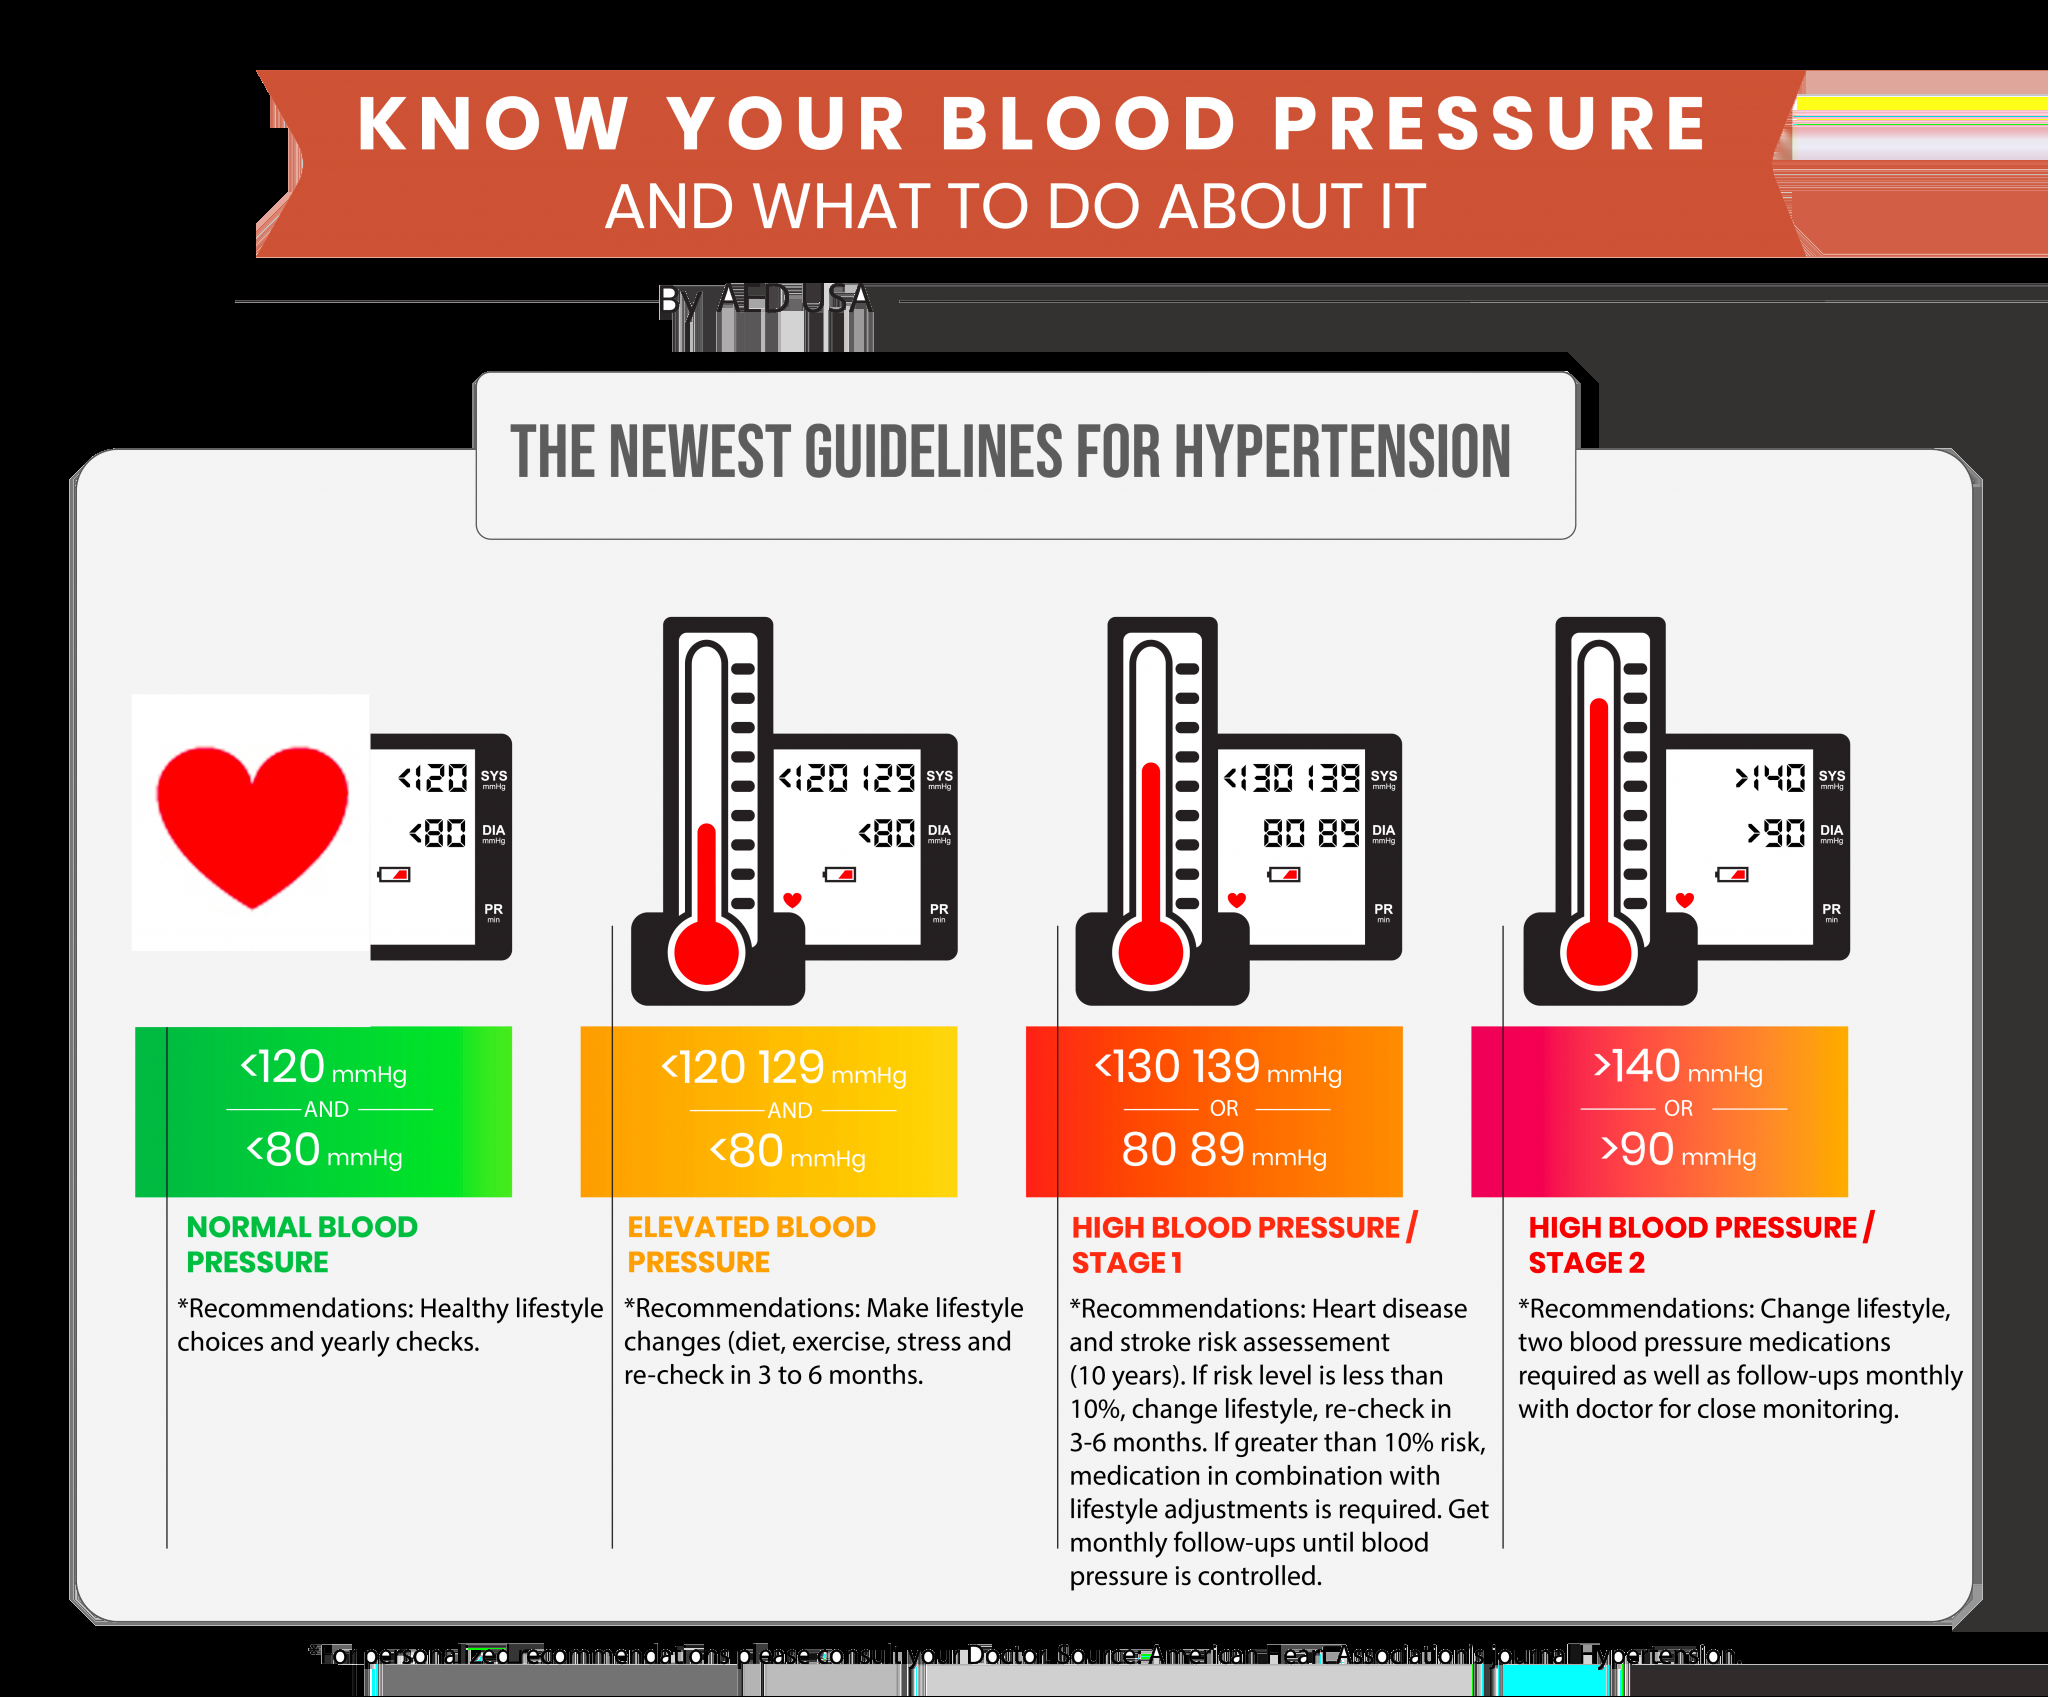 KNOW YOUR BLOOD PRESSURE
AND WHAT TO DO ABOUT IT
By AED USA
THE NEWEST GUIDELINES FOR HYPERTENSION
<120 SYS
mmHg
<80 DIA
mmHg
PR
min
<120 129 SYS
mmHg
<80 DIA
mmHg
PR
min
<130 139 SYS
mmHg
80 89 DIA
mmHg
PR
min
>140 SYS
mmHg
>90 DIA
mmHg
PR
min
<120 mmHg
AND
<80 mmHg
NORMAL BLOOD
PRESSURE
*Recommendations: Healthy lifestyle
choices and yearly checks.
<120 129 mmHg
AND
<80 mmHg
ELEVATED BLOOD
PRESSURE
*Recommendations: Make lifestyle
changes (diet, exercise, stress and
re-check in 3 to 6 months.
<130 139 mmHg
OR
80 89 mmHg
HIGH BLOOD PRESSURE /
STAGE 1
*Recommendations: Heart disease
and stroke risk assessement
(10 years). If risk level is less than
10%, change lifestyle, re-check in
3-6 months. If greater than 10% risk,
medication in combination with
lifestyle adjustments is required. Get
monthly follow-ups until blood
pressure is controlled.
>140 mmHg
OR
>90 mmHg
HIGH BLOOD PRESSURE /
STAGE 2
*Recommendations: Change lifestyle,
two blood pressure medications
required as well as follow-ups monthly
with doctor for close monitoring.
*For personalized recommendations please consult your Doctor. Source: American Heart Association's journal Hypertension.